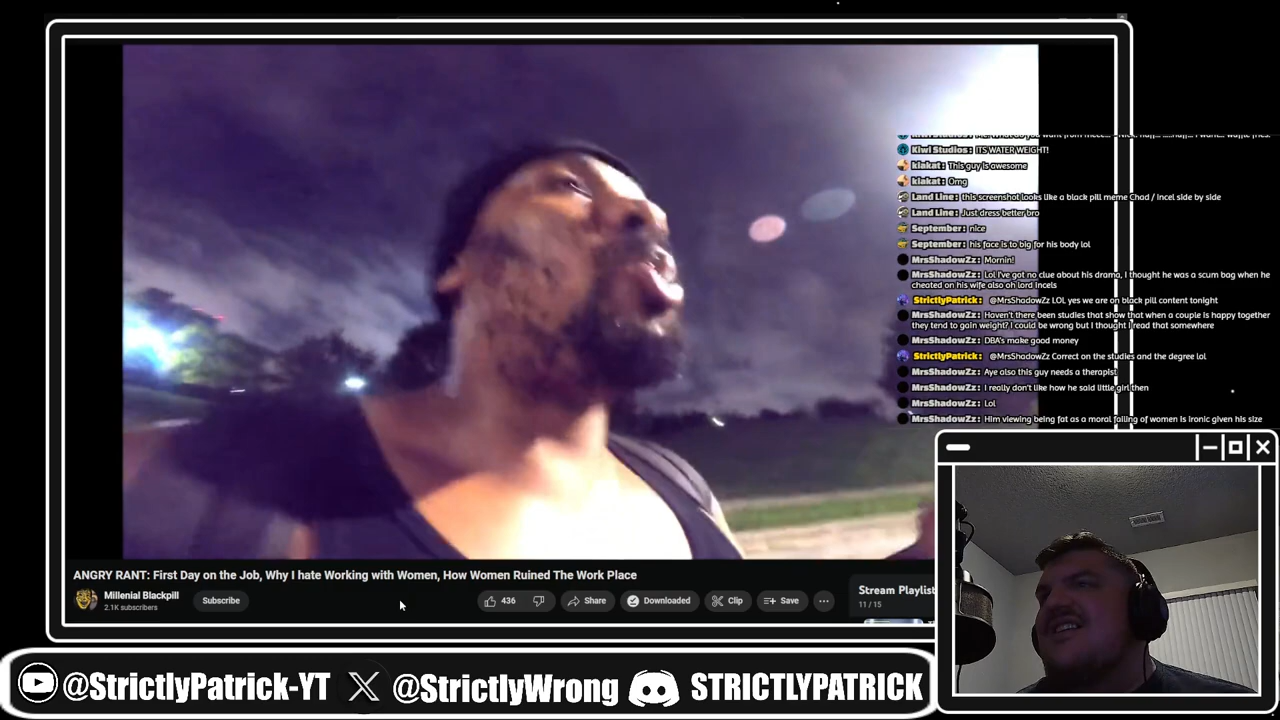 Kiwi Studios: ITS WATER WEIGHT!
kiakat: This guy is awesome
kiakat: Omg
Land Line: this screenshot looks like a black pill meme Chad / Incel side by side
Land Line: Just dress better bro
September: nice
September: his face is to big for his body lol
MrsShadowZz: Mornin!
MrsShadowZz: Lol I've got no clue about his drama, I thought he was a scum bag when he
cheated on his wife also oh lord incels
StrictlyPatrick: @MrsShadowZz LOL yes we are on black pill content tonight
MrsShadowZz: Haven't there been studies that show that when a couple is happy together
they tend to gain weight? I could be wrong but I thought I read that somewhere
MrsShadowZz: DBA's make good money
StrictlyPatrick: @MrsShadowZz Correct on the studies and the degree lol
MrsShadowZz: Aye also this guy needs a therapist
MrsShadowZz: I really don't like how he said little girl then
MrsShadowZz: Lol
MrsShadowZz: Him viewing being fat as a moral failing of women is ironic given his size
ANGRY RANT: First Day on the Job, Why I hate Working with Women, How Women Ruined The Work Place
Millenial Blackpill
2.1K subscribers
Subscribe
436
Share
Downloaded
Clip
Save
Stream Playlist
11 / 15
@StrictlyPatrick-YT
@StrictlyWrong
STRICTLYPATRICK